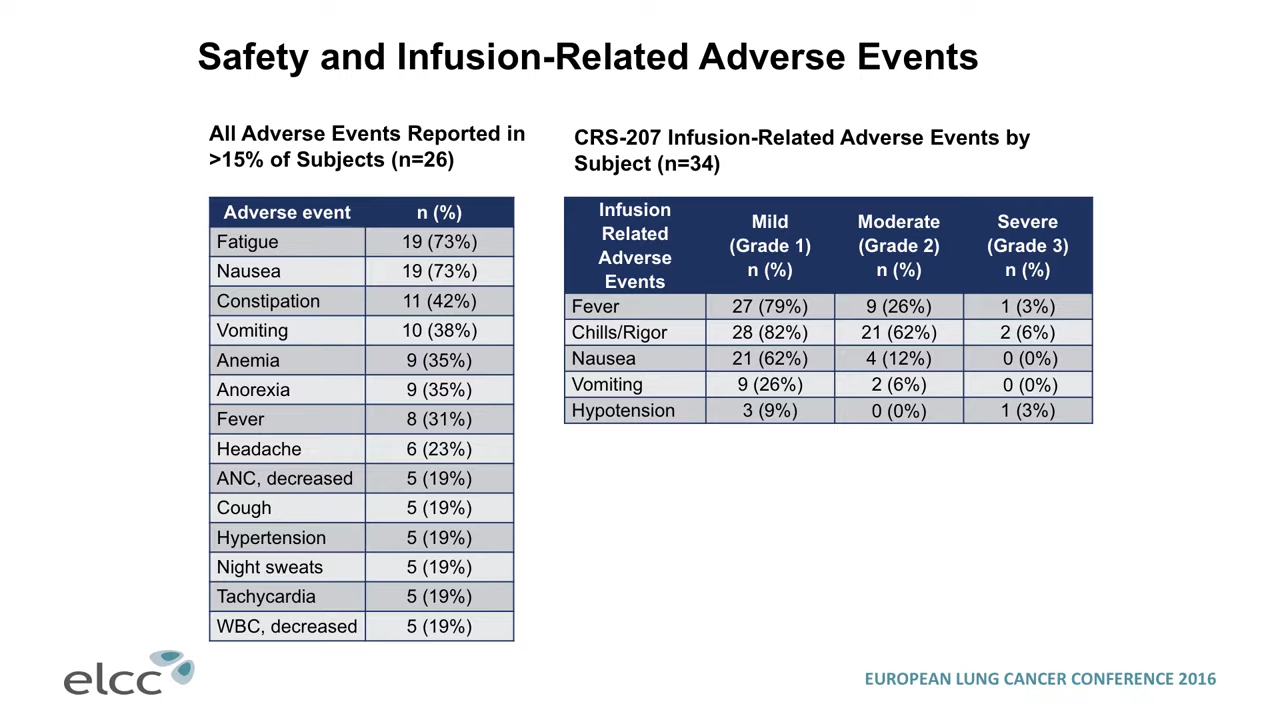 Safety and Infusion-Related Adverse Events
All Adverse Events Reported in
>15% of Subjects (n=26)
Adverse event n (%)
Fatigue 19 (73%)
Nausea 19 (73%)
Constipation 11 (42%)
Vomiting 10 (38%)
Anemia 9 (35%)
Anorexia 9 (35%)
Fever 8 (31%)
Headache 6 (23%)
ANC, decreased 5 (19%)
Cough 5 (19%)
Hypertension 5 (19%)
Night sweats 5 (19%)
Tachycardia 5 (19%)
WBC, decreased 5 (19%)
CRS-207 Infusion-Related Adverse Events by
Subject (n=34)
Infusion
Related
Adverse
Events
Mild
(Grade 1)
n (%)
Moderate
(Grade 2)
n (%)
Severe
(Grade 3)
n (%)
Fever 27 (79%) 9 (26%) 1 (3%)
Chills/Rigor 28 (82%) 21 (62%) 2 (6%)
Nausea 21 (62%) 4 (12%) 0 (0%)
Vomiting 9 (26%) 2 (6%) 0 (0%)
Hypotension 3 (9%) 0 (0%) 1 (3%)
elcc
EUROPEAN LUNG CANCER CONFERENCE 2016